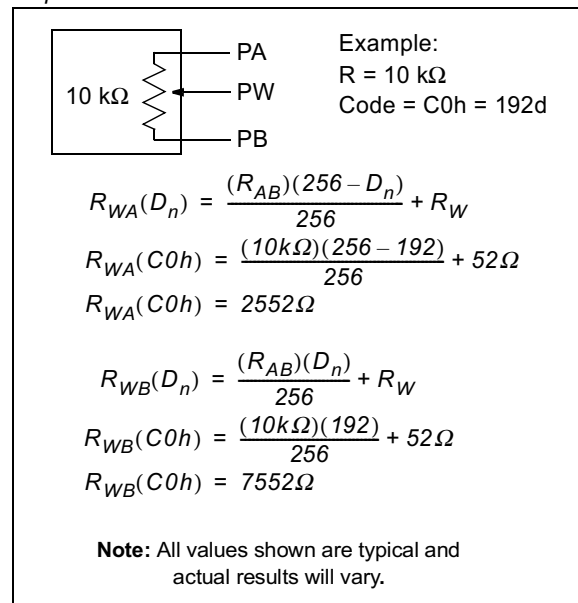 PA
Example:
10 kΩ
PW
R = 10 kΩ
Code = C0h = 192d
PB
R_WA(D_n) = (R_AB)(256 – D_n) / 256 + R_W
R_WA(C0h) = (10kΩ)(256 – 192) / 256 + 52Ω
R_WA(C0h) = 2552Ω
R_WB(D_n) = (R_AB)(D_n) / 256 + R_W
R_WB(C0h) = (10kΩ)(192) / 256 + 52Ω
R_WB(C0h) = 7552Ω
Note: All values shown are typical and
actual results will vary.